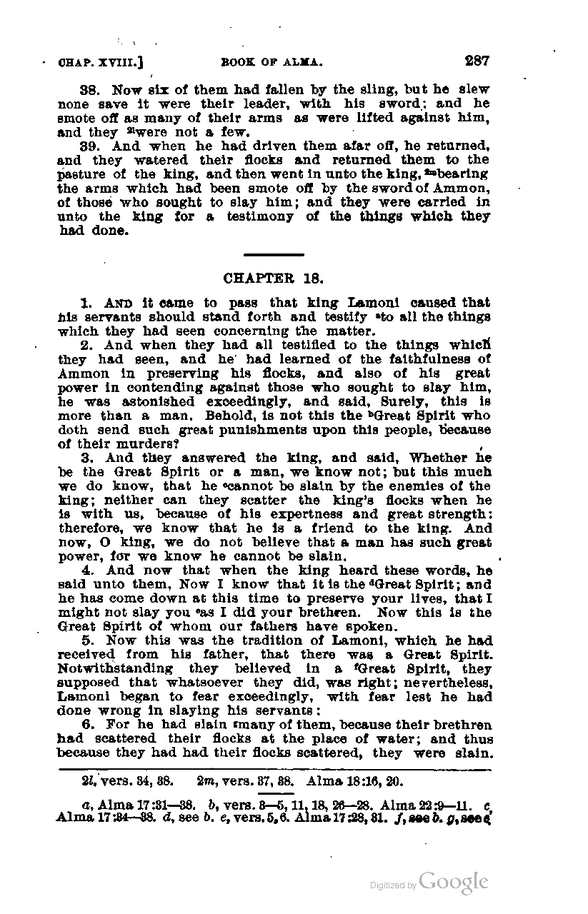 CHAP. XVIII.] BOOK OF ALMA. 287
38. Now six of them had fallen by the sling, but he slew
none save it were their leader, with his sword; and he
smote off as many of their arms as were lifted against him,
and they 2lwere not a few.
39. And when he had driven them afar off, he returned,
and they watered their flocks and returned them to the
pasture of the king, and then went in unto the king, 2mbearing
the arms which had been smote off by the sword of Ammon,
of those who sought to slay him; and they were carried in
unto the king for a testimony of the things which they
had done.
CHAPTER 18.
1. AND it came to pass that king Lamoni caused that
his servants should stand forth and testify ato all the things
which they had seen concerning the matter.
2. And when they had all testified to the things which
they had seen, and he had learned of the faithfulness of
Ammon in preserving his flocks, and also of his great
power in contending against those who sought to slay him,
he was astonished exceedingly, and said, Surely, this is
more than a man. Behold, is not this the bGreat Spirit who
doth send such great punishments upon this people, because
of their murders?
3. And they answered the king, and said, Whether he
be the Great Spirit or a man, we know not; but this much
we do know, that he ccannot be slain by the enemies of the
king; neither can they scatter the king's flocks when he
is with us, because of his expertness and great strength;
therefore, we know that he is a friend to the king. And
now, O king, we do not believe that a man has such great
power, for we know he cannot be slain.
4. And now that when the king heard these words, he
said unto them, Now I know that it is the dGreat Spirit; and
he has come down at this time to preserve your lives, that I
might not slay you eas I did your brethren. Now this is the
Great Spirit of whom our fathers have spoken.
5. Now this was the tradition of Lamoni, which he had
received from his father, that there was a Great Spirit.
Notwithstanding they believed in a fGreat Spirit, they
supposed that whatsoever they did, was right; nevertheless,
Lamoni began to fear exceedingly, with fear lest he had
done wrong in slaying his servants:
6. For he had slain gmany of them, because their brethren
had scattered their flocks at the place of water; and thus
because they had had their flocks scattered, they were slain.
2l, vers. 34, 38. 2m, vers. 37, 38. Alma 18:16, 20.
a, Alma 17:31—38. b, vers. 3—5, 11, 18, 26—28. Alma 22:9—11. c,
Alma 17:34—38. d, see b. e, vers. 5, 6. Alma 17:28, 31. f, see b. g, see e
Digitized by Google